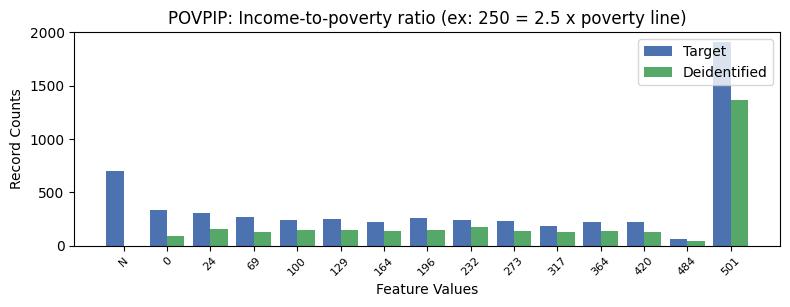 POVPIP: Income-to-poverty ratio (ex: 250 = 2.5 x poverty line)
Record Counts
2000
1500
1000
500
0
Target
Deidentified
N 0 24 69 100 129 164 196 232 273 317 364 420 484 501
Feature Values